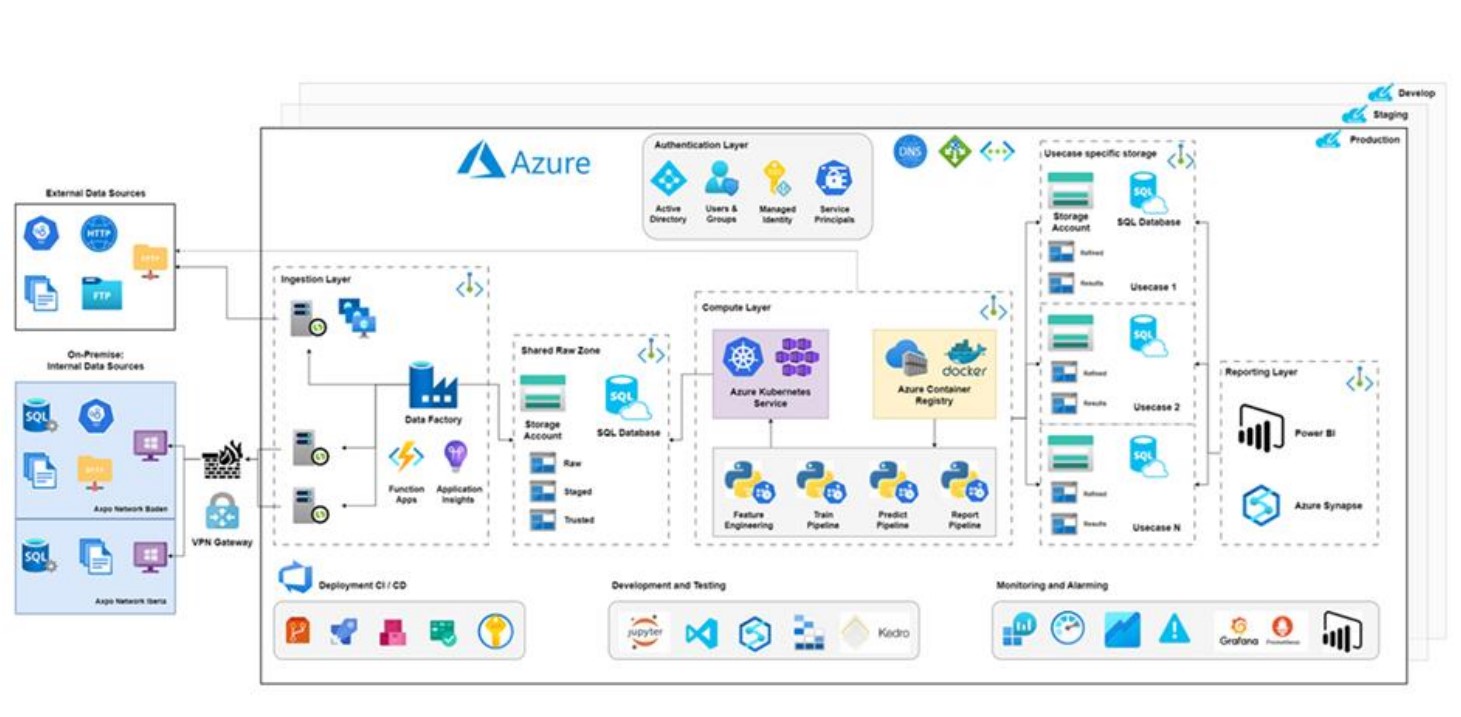 Develop
Staging
Production
Azure
Authentication Layer
Active
Directory
Users &
Groups
Managed
Identity
Service
Principals
DNS
Usecase specific storage
Storage
Account
SQL
SQL Database
Refined
Results
Usecase 1
SQL
Refined
Results
Usecase 2
SQL
Refined
Results
Usecase N
External Data Sources
HTTP
FTP
On-Premise:
Internal Data Sources
SQL
Axpo Network Baden
SQL
Axpo Network Iberia
VPN Gateway
Ingestion Layer
Data Factory
Function
Apps
Application
Insights
Shared Raw Zone
Storage
Account
SQL
SQL Database
Raw
Staged
Trusted
Compute Layer
Azure Kubernetes
Service
docker
Azure Container
Registry
Feature
Engineering
Train
Pipeline
Predict
Pipeline
Report
Pipeline
Reporting Layer
Power BI
Azure Synapse
Deployment CI / CD
Development and Testing
jupyter
Kedro
Monitoring and Alarming
Grafana
Prometheus